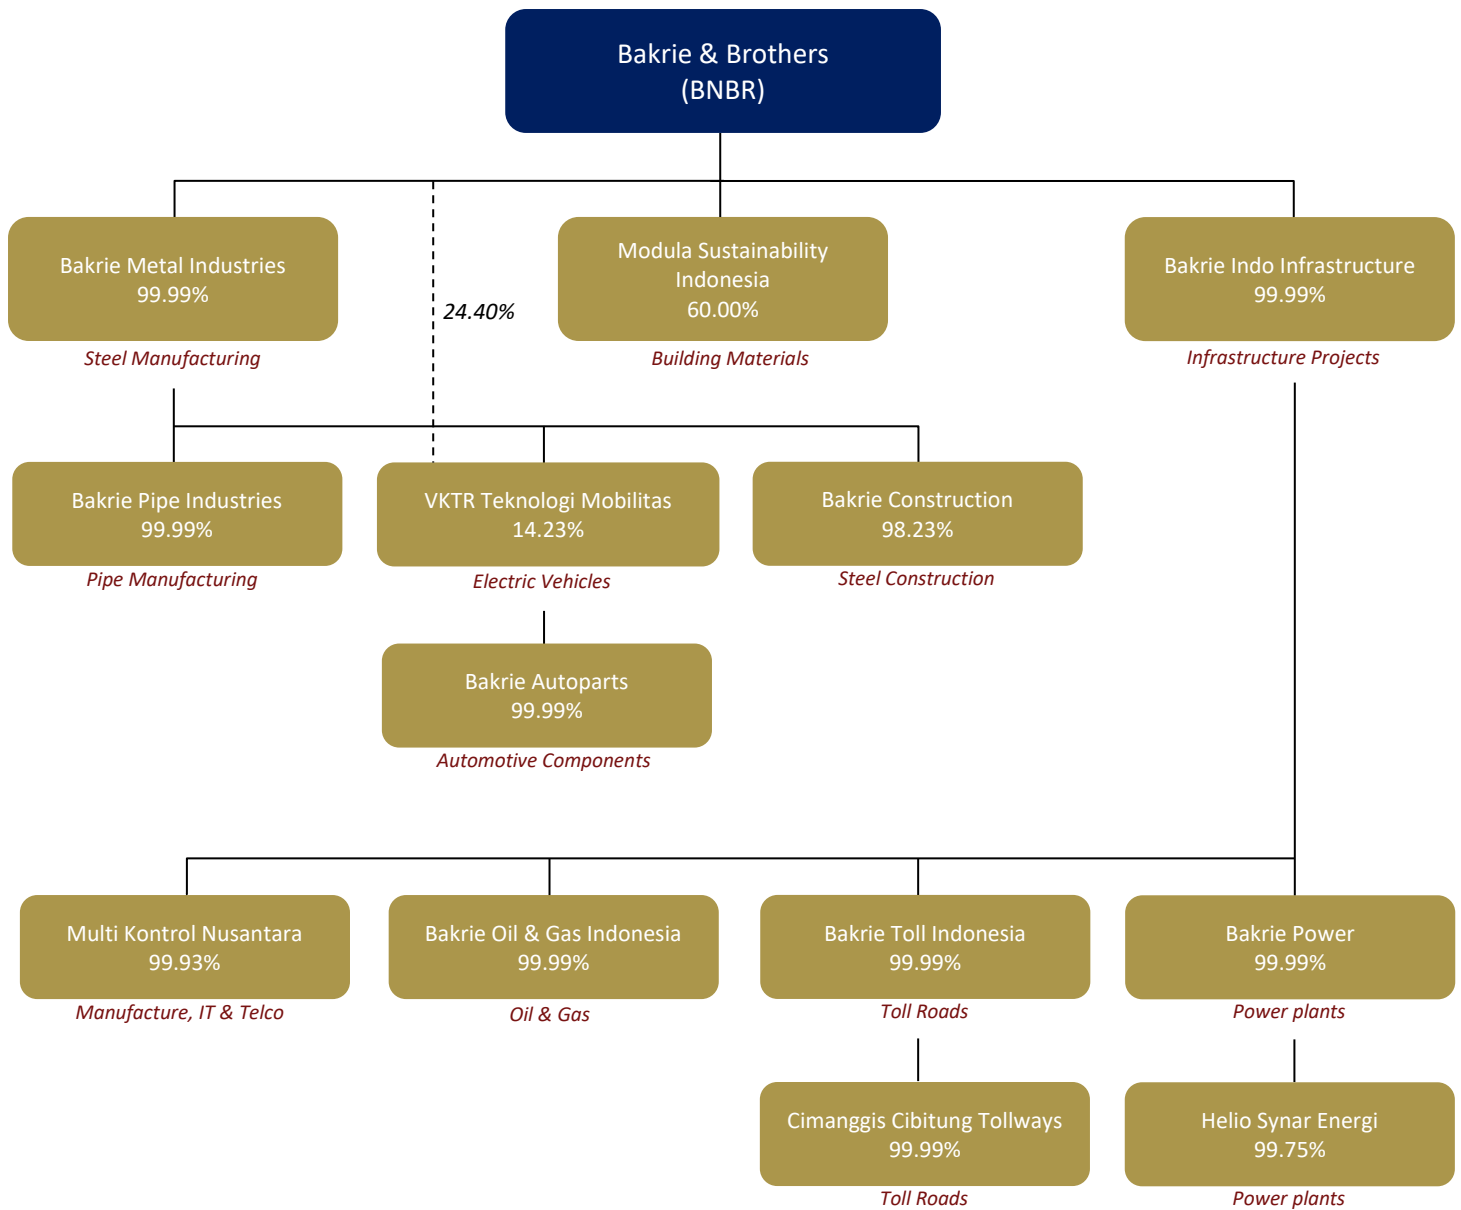 Bakrie & Brothers
(BNBR)
Bakrie Metal Industries
99.99%
Steel Manufacturing
24.40%
Modula Sustainability
Indonesia
60.00%
Building Materials
Bakrie Indo Infrastructure
99.99%
Infrastructure Projects
Bakrie Pipe Industries
99.99%
Pipe Manufacturing
VKTR Teknologi Mobilitas
14.23%
Electric Vehicles
Bakrie Construction
98.23%
Steel Construction
Bakrie Autoparts
99.99%
Automotive Components
Multi Kontrol Nusantara
99.93%
Manufacture, IT & Telco
Bakrie Oil & Gas Indonesia
99.99%
Oil & Gas
Bakrie Toll Indonesia
99.99%
Toll Roads
Bakrie Power
99.99%
Power plants
Cimanggis Cibitung Tollways
99.99%
Toll Roads
Helio Synar Energi
99.75%
Power plants